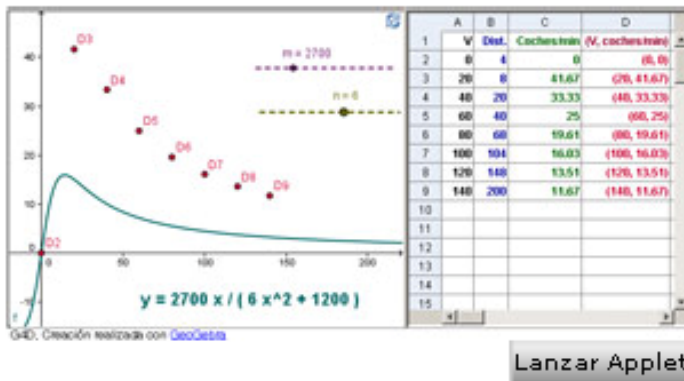 D3
D4
D5
D6
D7
D8
D9
D2
m = 2700
n = 6
40
30
20
10
0
0 50 100 150 200
y = 2700 x / ( 6 x^2 + 1200 )
A B C D
1 V Dist. Coches/min (V, coches/min)
2 0 4 0 (0, 0)
3 20 8 41.67 (20, 41.67)
4 40 20 33.33 (40, 33.33)
5 60 40 25 (60, 25)
6 80 60 19.61 (80, 19.61)
7 100 104 16.03 (100, 16.03)
8 120 148 13.51 (120, 13.51)
9 140 200 11.67 (140, 11.67)
10
11
12
13
14
15
G4D, Creación realizada con GeoGebra
Lanzar Applet